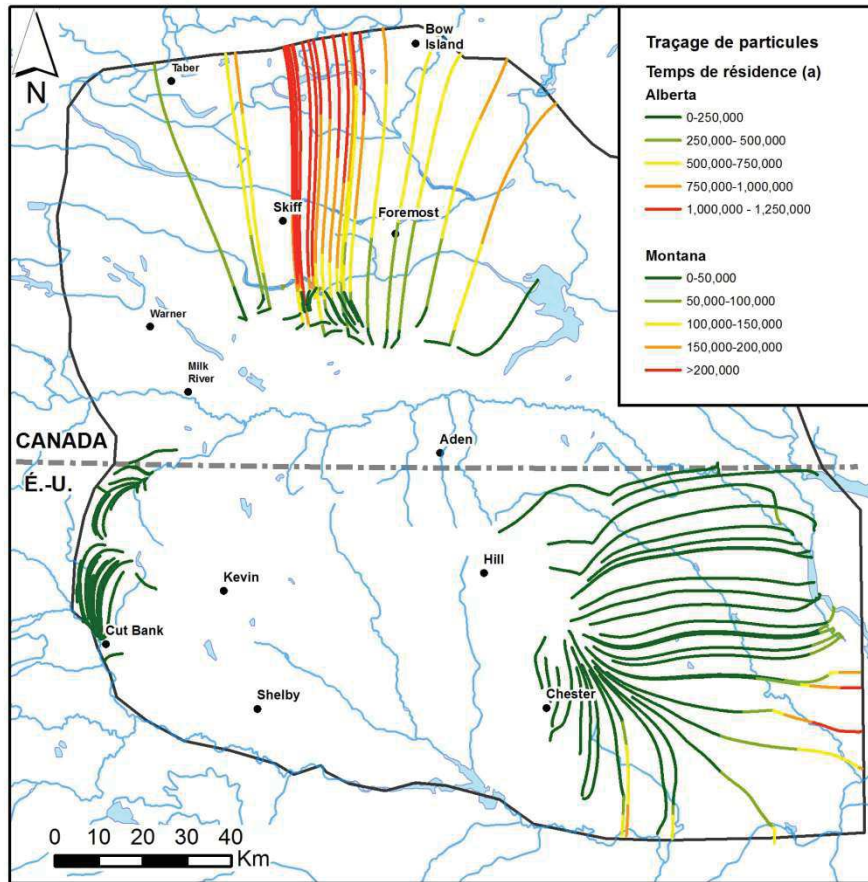 Bow
Island
Taber
N
Skiff
Foremost
Warner
Milk
River
CANADA
Aden
É.-U.
Hill
Kevin
Cut Bank
Shelby
Chester
0 10 20 30 40
Km
Traçage de particules
Temps de résidence (a)
Alberta
0-250,000
250,000- 500,000
500,000-750,000
750,000-1,000,000
1,000,000 - 1,250,000
Montana
0-50,000
50,000-100,000
100,000-150,000
150,000-200,000
>200,000